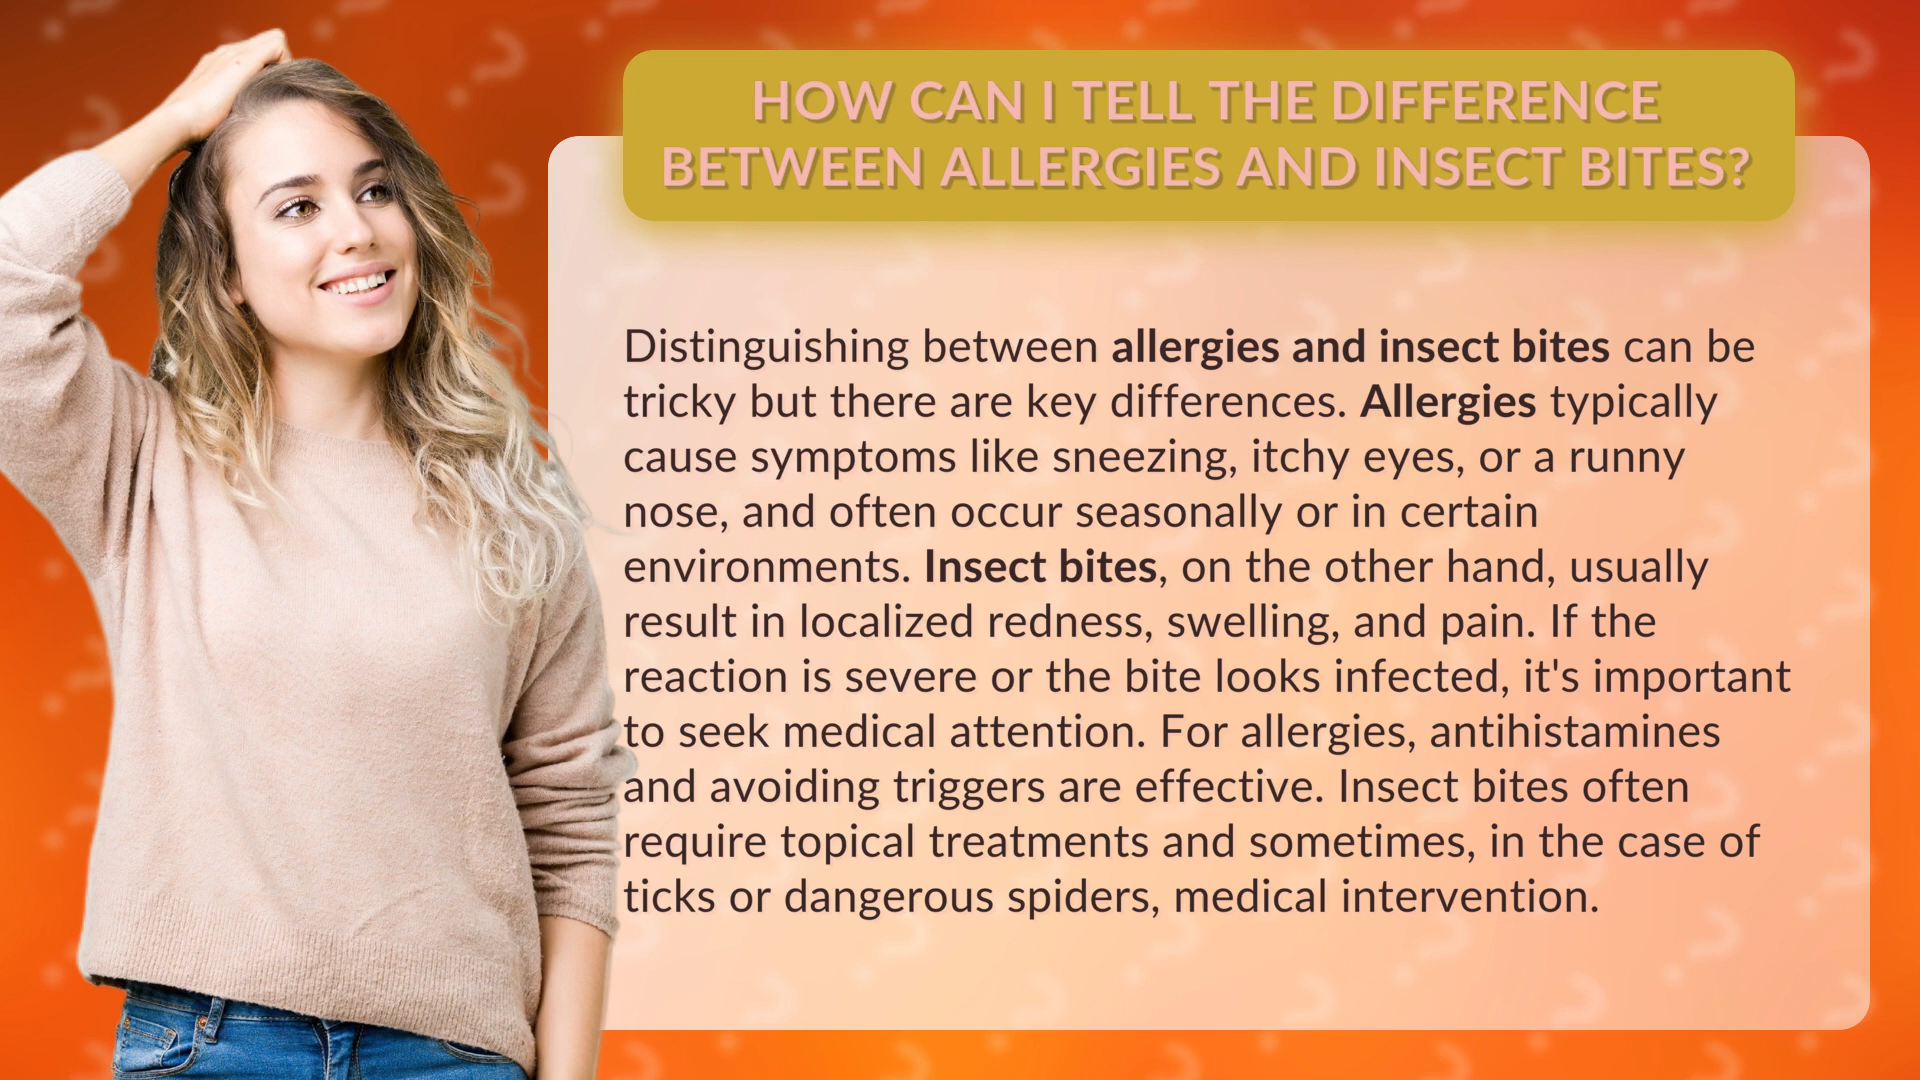 HOW CAN I TELL THE DIFFERENCE
BETWEEN ALLERGIES AND INSECT BITES?
Distinguishing between allergies and insect bites can be
tricky but there are key differences. Allergies typically
cause symptoms like sneezing, itchy eyes, or a runny
nose, and often occur seasonally or in certain
environments. Insect bites, on the other hand, usually
result in localized redness, swelling, and pain. If the
reaction is severe or the bite looks infected, it's important
to seek medical attention. For allergies, antihistamines
and avoiding triggers are effective. Insect bites often
require topical treatments and sometimes, in the case of
ticks or dangerous spiders, medical intervention.